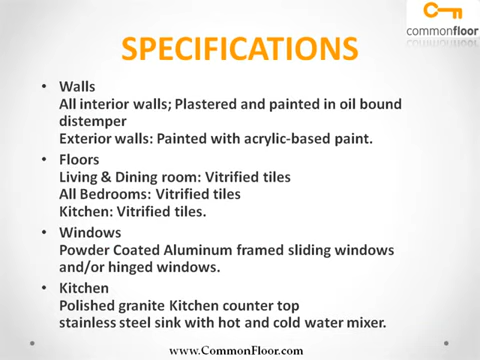 commonfloor
SPECIFICATIONS
• Walls
All interior walls; Plastered and painted in oil bound
distemper
Exterior walls: Painted with acrylic-based paint.
• Floors
Living & Dining room: Vitrified tiles
All Bedrooms: Vitrified tiles
Kitchen: Vitrified tiles.
• Windows
Powder Coated Aluminum framed sliding windows
and/or hinged windows.
• Kitchen
Polished granite Kitchen counter top
stainless steel sink with hot and cold water mixer.
www.CommonFloor.com